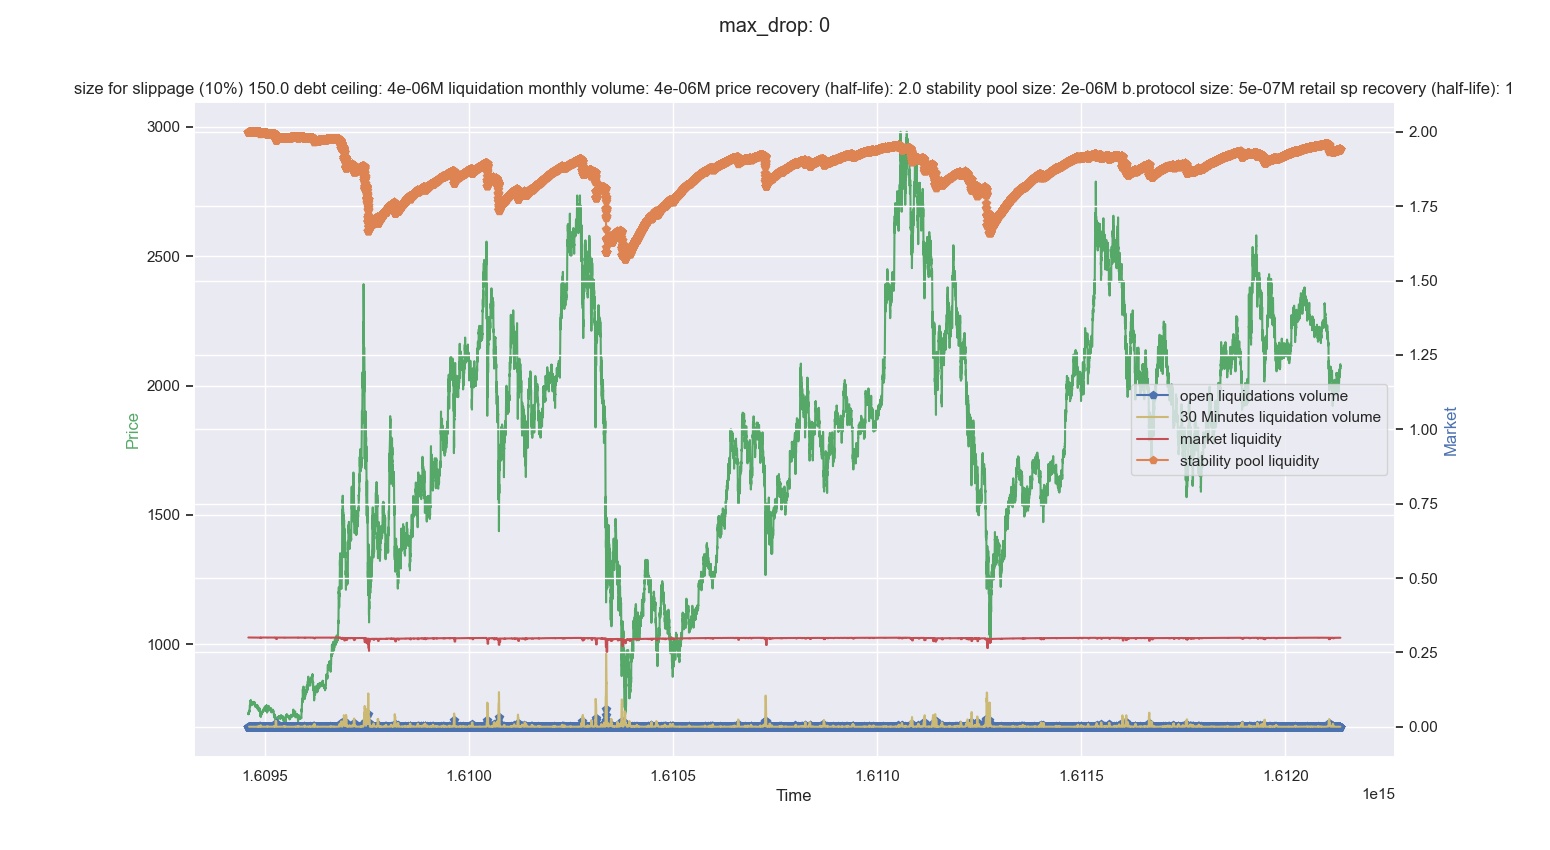 max_drop: 0
size for slippage (10%) 150.0 debt ceiling: 4e-06M liquidation monthly volume: 4e-06M price recovery (half-life): 2.0 stability pool size: 2e-06M b.protocol size: 5e-07M retail sp recovery (half-life): 1
3000
2500
2000
1500
1000
Price
2.00
1.75
1.50
1.25
1.00
0.75
0.50
0.25
0.00
Market
open liquidations volume
30 Minutes liquidation volume
market liquidity
stability pool liquidity
1.6095 1.6100 1.6105 1.6110 1.6115 1.6120
1e15
Time